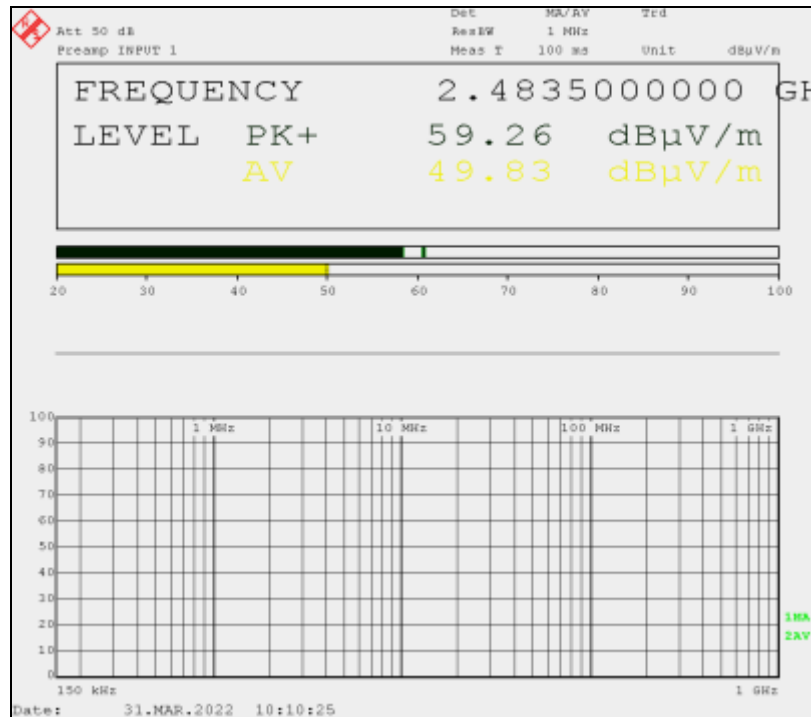 Det MA/AV Trd
Att 50 dB ResBW 1 MHz
Preamp INPUT 1 Meas T 100 ms Unit dBµV/m
FREQUENCY 2.4835000000 GH
LEVEL PK+ 59.26 dBµV/m
AV 49.83 dBµV/m
20 30 40 50 60 70 80 90 100
100
1 MHz 10 MHz 100 MHz 1 GHz
90
80
70
60
50
40
30
20
1MA
2AV
10
0
150 kHz 1 GHz
Date: 31.MAR.2022 10:10:25